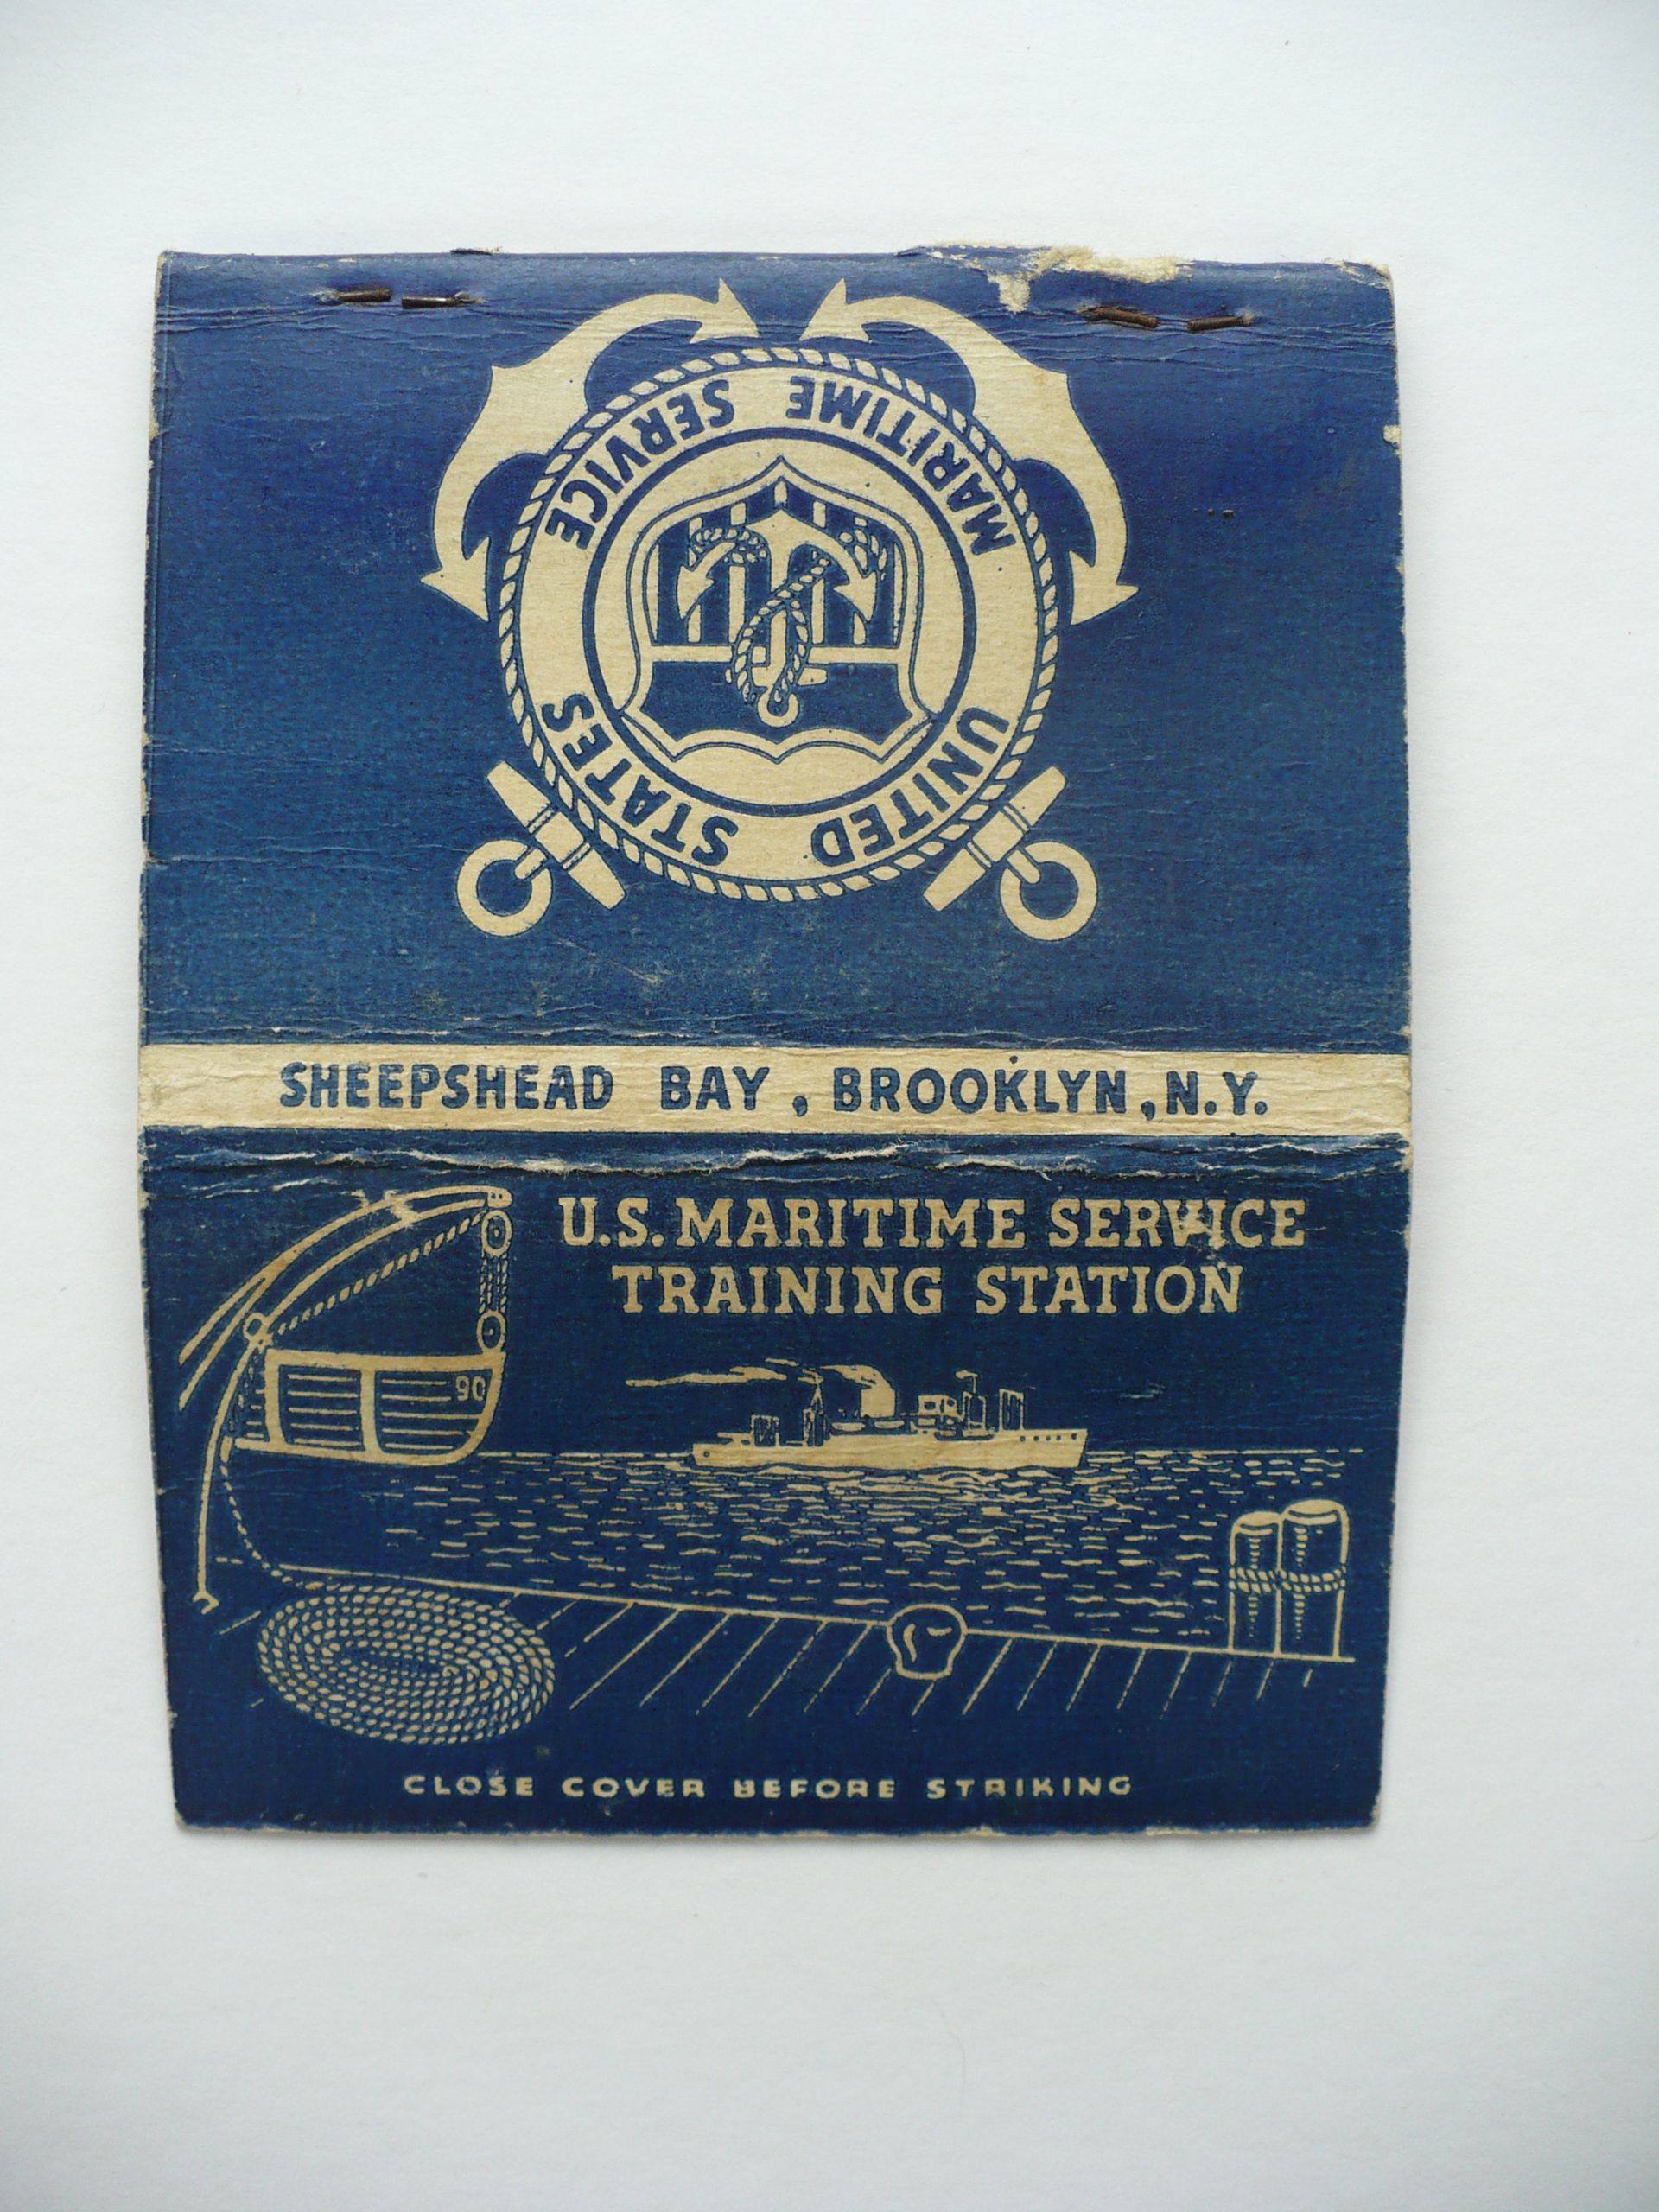 UNITED STATES
MARITIME SERVICE
SHEEPSHEAD BAY, BROOKLYN, N.Y.
U.S. MARITIME SERVICE
TRAINING STATION
90
CLOSE COVER BEFORE STRIKING